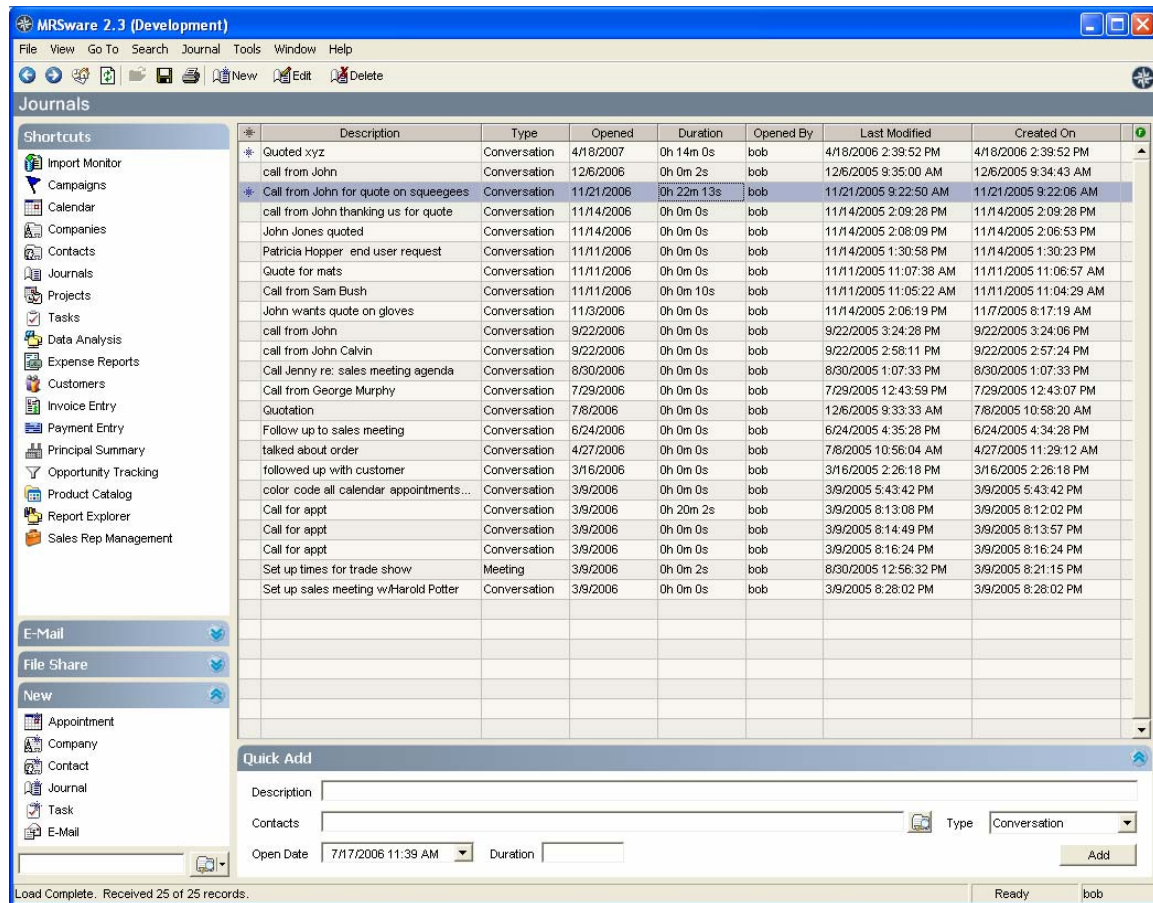 MRSware 2.3 (Development)
File View Go To Search Journal Tools Window Help
New Edit Delete
Journals
Shortcuts
Import Monitor
Campaigns
Calendar
Companies
Contacts
Journals
Projects
Tasks
Data Analysis
Expense Reports
Customers
Invoice Entry
Payment Entry
Principal Summary
Opportunity Tracking
Product Catalog
Report Explorer
Sales Rep Management
E-Mail
File Share
New
Appointment
Company
Contact
Journal
Task
E-Mail
Description Type Opened Duration Opened By Last Modified Created On
Quoted xyz Conversation 4/18/2007 0h 14m 0s bob 4/18/2006 2:39:52 PM 4/18/2006 2:39:52 PM
call from John Conversation 12/6/2006 0h 0m 2s bob 12/6/2005 9:35:00 AM 12/6/2005 9:34:43 AM
Call from John for quote on squeegees Conversation 11/21/2006 0h 22m 13s bob 11/21/2005 9:22:50 AM 11/21/2005 9:22:06 AM
call from John thanking us for quote Conversation 11/14/2006 0h 0m 0s bob 11/14/2005 2:09:28 PM 11/14/2005 2:09:28 PM
John Jones quoted Conversation 11/14/2006 0h 0m 0s bob 11/14/2005 2:08:09 PM 11/14/2005 2:06:53 PM
Patricia Hopper end user request Conversation 11/11/2006 0h 0m 0s bob 11/14/2005 1:30:58 PM 11/14/2005 1:30:23 PM
Quote for mats Conversation 11/11/2006 0h 0m 0s bob 11/11/2005 11:07:38 AM 11/11/2005 11:06:57 AM
Call from Sam Bush Conversation 11/11/2006 0h 0m 10s bob 11/11/2005 11:05:22 AM 11/11/2005 11:04:29 AM
John wants quote on gloves Conversation 11/3/2006 0h 0m 0s bob 11/14/2005 2:06:19 PM 11/7/2005 8:17:19 AM
call from John Conversation 9/22/2006 0h 0m 0s bob 9/22/2005 3:24:28 PM 9/22/2005 3:24:06 PM
call from John Calvin Conversation 9/22/2006 0h 0m 0s bob 9/22/2005 2:58:11 PM 9/22/2005 2:57:24 PM
Call Jenny re: sales meeting agenda Conversation 8/30/2006 0h 0m 0s bob 8/30/2005 1:07:33 PM 8/30/2005 1:07:33 PM
Call from George Murphy Conversation 7/29/2006 0h 0m 0s bob 7/29/2005 12:43:59 PM 7/29/2005 12:43:07 PM
Quotation Conversation 7/8/2006 0h 0m 0s bob 12/6/2005 9:33:33 AM 7/8/2005 10:58:20 AM
Follow up to sales meeting Conversation 6/24/2006 0h 0m 0s bob 6/24/2005 4:35:28 PM 6/24/2005 4:34:28 PM
talked about order Conversation 4/27/2006 0h 0m 0s bob 7/8/2005 10:56:04 AM 4/27/2005 11:29:12 AM
followed up with customer Conversation 3/16/2006 0h 0m 0s bob 3/16/2005 2:26:18 PM 3/16/2005 2:26:18 PM
color code all calendar appointments... Conversation 3/9/2006 0h 0m 0s bob 3/9/2005 5:43:42 PM 3/9/2005 5:43:42 PM
Call for appt Conversation 3/9/2006 0h 20m 2s bob 3/9/2005 8:13:08 PM 3/9/2005 8:12:02 PM
Call for appt Conversation 3/9/2006 0h 0m 0s bob 3/9/2005 8:14:49 PM 3/9/2005 8:13:57 PM
Call for appt Conversation 3/9/2006 0h 0m 0s bob 3/9/2005 8:16:24 PM 3/9/2005 8:16:24 PM
Set up times for trade show Meeting 3/9/2006 0h 0m 2s bob 8/30/2005 12:56:32 PM 3/9/2005 8:21:15 PM
Set up sales meeting w/Harold Potter Conversation 3/9/2006 0h 0m 0s bob 3/9/2005 8:28:02 PM 3/9/2005 8:28:02 PM
Quick Add
Description
Contacts Type Conversation
Open Date 7/17/2006 11:39 AM Duration Add
Load Complete. Received 25 of 25 records. Ready bob